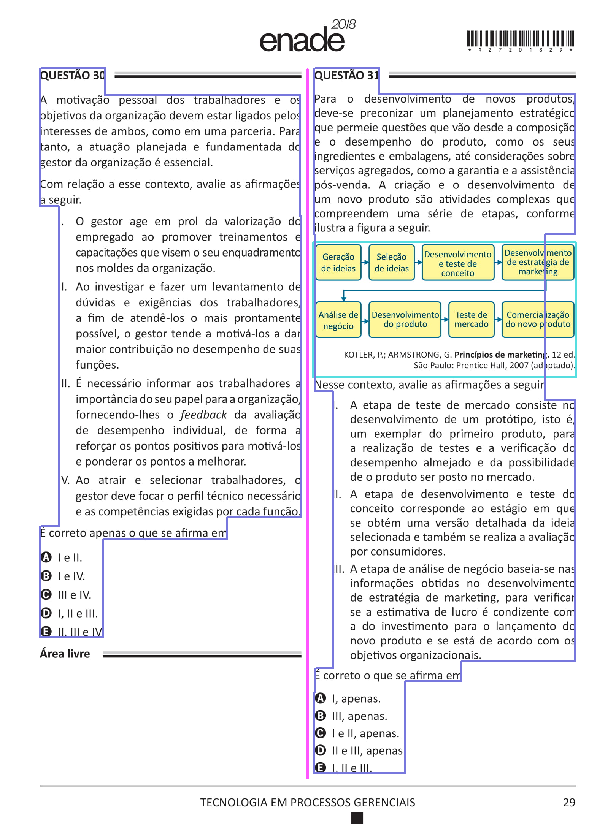 enade 2018
QUESTÃO 30
A motivação pessoal dos trabalhadores e os
objetivos da organização devem estar ligados pelos
interesses de ambos, como em uma parceria. Para
tanto, a atuação planejada e fundamentada do
gestor da organização é essencial.
Com relação a esse contexto, avalie as afirmações
a seguir.
I. O gestor age em prol da valorização do
empregado ao promover treinamentos e
capacitações que visem o seu enquadramento
nos moldes da organização.
II. Ao investigar e fazer um levantamento de
dúvidas e exigências dos trabalhadores,
a fim de atendê-los o mais prontamente
possível, o gestor tende a motivá-los a dar
maior contribuição no desempenho de suas
funções.
III. É necessário informar aos trabalhadores a
importância do seu papel para a organização,
fornecendo-lhes o feedback da avaliação
de desempenho individual, de forma a
reforçar os pontos positivos para motivá-los
e ponderar os pontos a melhorar.
IV. Ao atrair e selecionar trabalhadores, o
gestor deve focar o perfil técnico necessário
e as competências exigidas por cada função.
É correto apenas o que se afirma em
A I e II.
B I e IV.
C III e IV.
D I, II e III.
E II, III e IV.
Área livre
QUESTÃO 31
Para o desenvolvimento de novos produtos,
deve-se preconizar um planejamento estratégico
que permeie questões que vão desde a composição
e o desempenho do produto, como os seus
ingredientes e embalagens, até considerações sobre
serviços agregados, como a garantia e a assistência
pós-venda. A criação e o desenvolvimento de
um novo produto são atividades complexas que
compreendem uma série de etapas, conforme
ilustra a figura a seguir.
Geração
de ideias
Seleção
de ideias
Desenvolvimento
e teste de
conceito
Desenvolvimento
de estratégia de
marketing
Análise de
negócio
Desenvolvimento
do produto
Teste de
mercado
Comercialização
do novo produto
KOTLER, P.; ARMSTRONG, G. Princípios de marketing. 12 ed.
São Paulo: Prentice Hall, 2007 (adaptado).
Nesse contexto, avalie as afirmações a seguir.
I. A etapa de teste de mercado consiste no
desenvolvimento de um protótipo, isto é,
um exemplar do primeiro produto, para
a realização de testes e a verificação do
desempenho almejado e da possibilidade
de o produto ser posto no mercado.
II. A etapa de desenvolvimento e teste do
conceito corresponde ao estágio em que
se obtém uma versão detalhada da ideia
selecionada e também se realiza a avaliação
por consumidores.
III. A etapa de análise de negócio baseia-se nas
informações obtidas no desenvolvimento
de estratégia de marketing, para verificar
se a estimativa de lucro é condizente com
a do investimento para o lançamento do
novo produto e se está de acordo com os
objetivos organizacionais.
É correto o que se afirma em
A I, apenas.
B III, apenas.
C I e II, apenas.
D II e III, apenas
E I, II e III.
TECNOLOGIA EM PROCESSOS GERENCIAIS
29